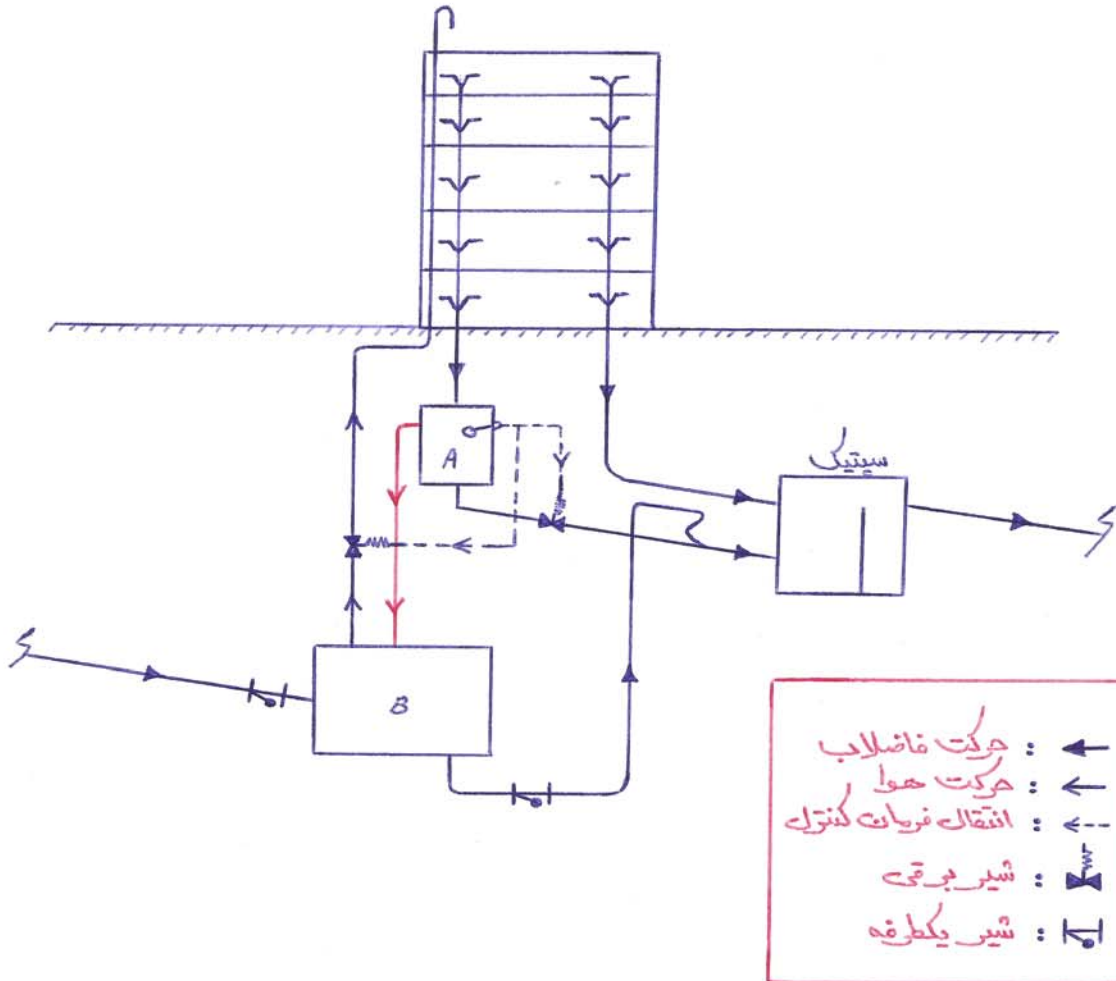 A
سپتیک
B
حرکت فاضلاب :
حرکت هوا :
انتقال فرمان کنترل :
شیر برقی :
شیر یکطرفه :